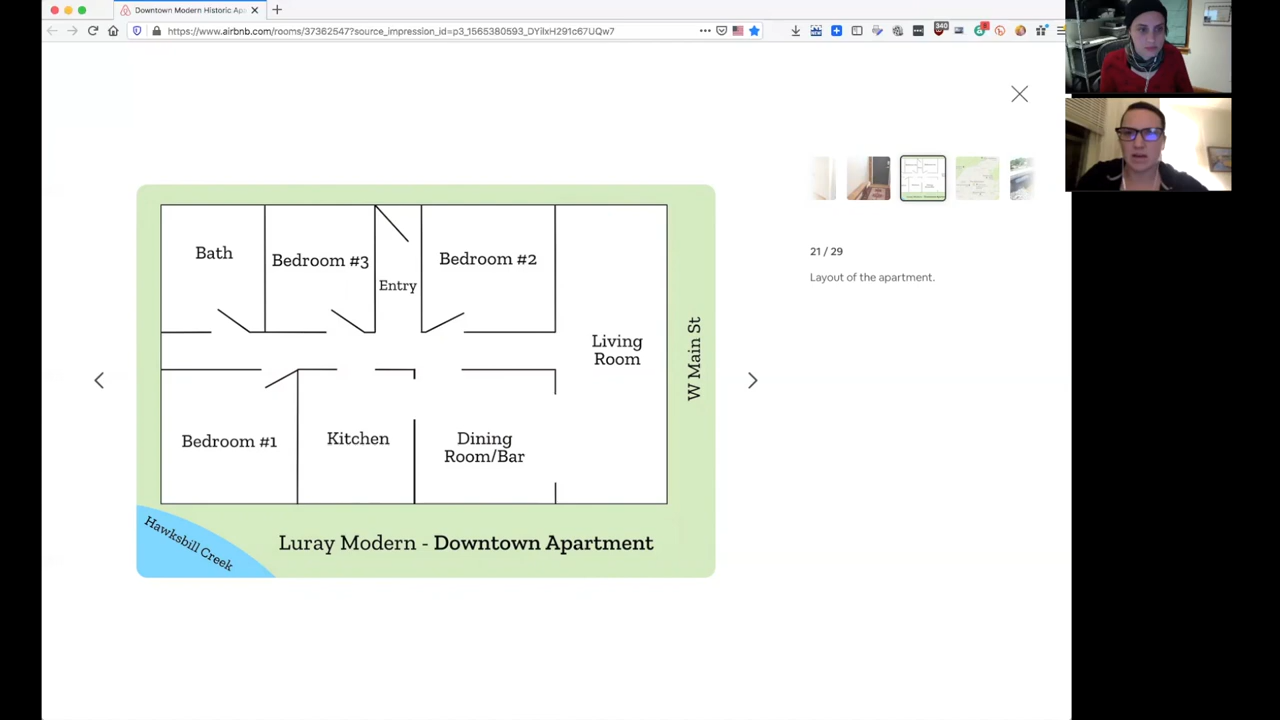 Downtown Modern Historic Apa
https://www.airbnb.com/rooms/37362547?source_impression_id=p3_1565380593_DYilxH291c67UQw7
340
Bath
Bedroom #3
Entry
Bedroom #2
Living
Room
W Main St
Bedroom #1
Kitchen
Dining
Room/Bar
Hawksbill Creek
Luray Modern - Downtown Apartment
21 / 29
Layout of the apartment.